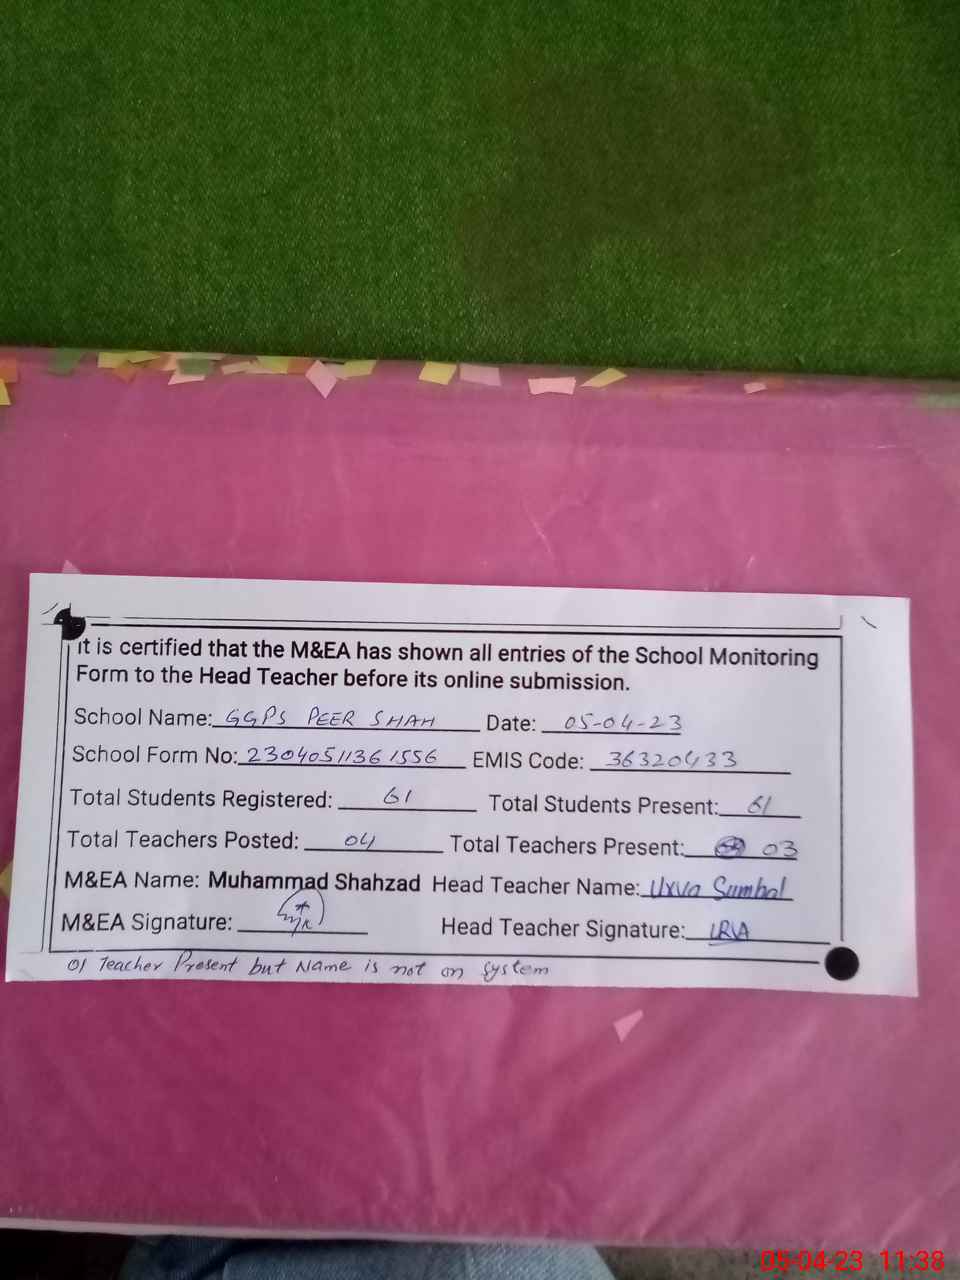 It is certified that the M&EA has shown all entries of the School Monitoring
Form to the Head Teacher before its online submission.
School Name: GGPS PEER SHAH Date: 05-04-23
School Form No: 23040511361556 EMIS Code: 36320433
Total Students Registered: 61 Total Students Present: 61
Total Teachers Posted: 04 Total Teachers Present: 03
M&EA Name: Muhammad Shahzad Head Teacher Name: Urva Sumbal
M&EA Signature: Head Teacher Signature:
01 Teacher Present but Name is not on system
05-04-23 11:38